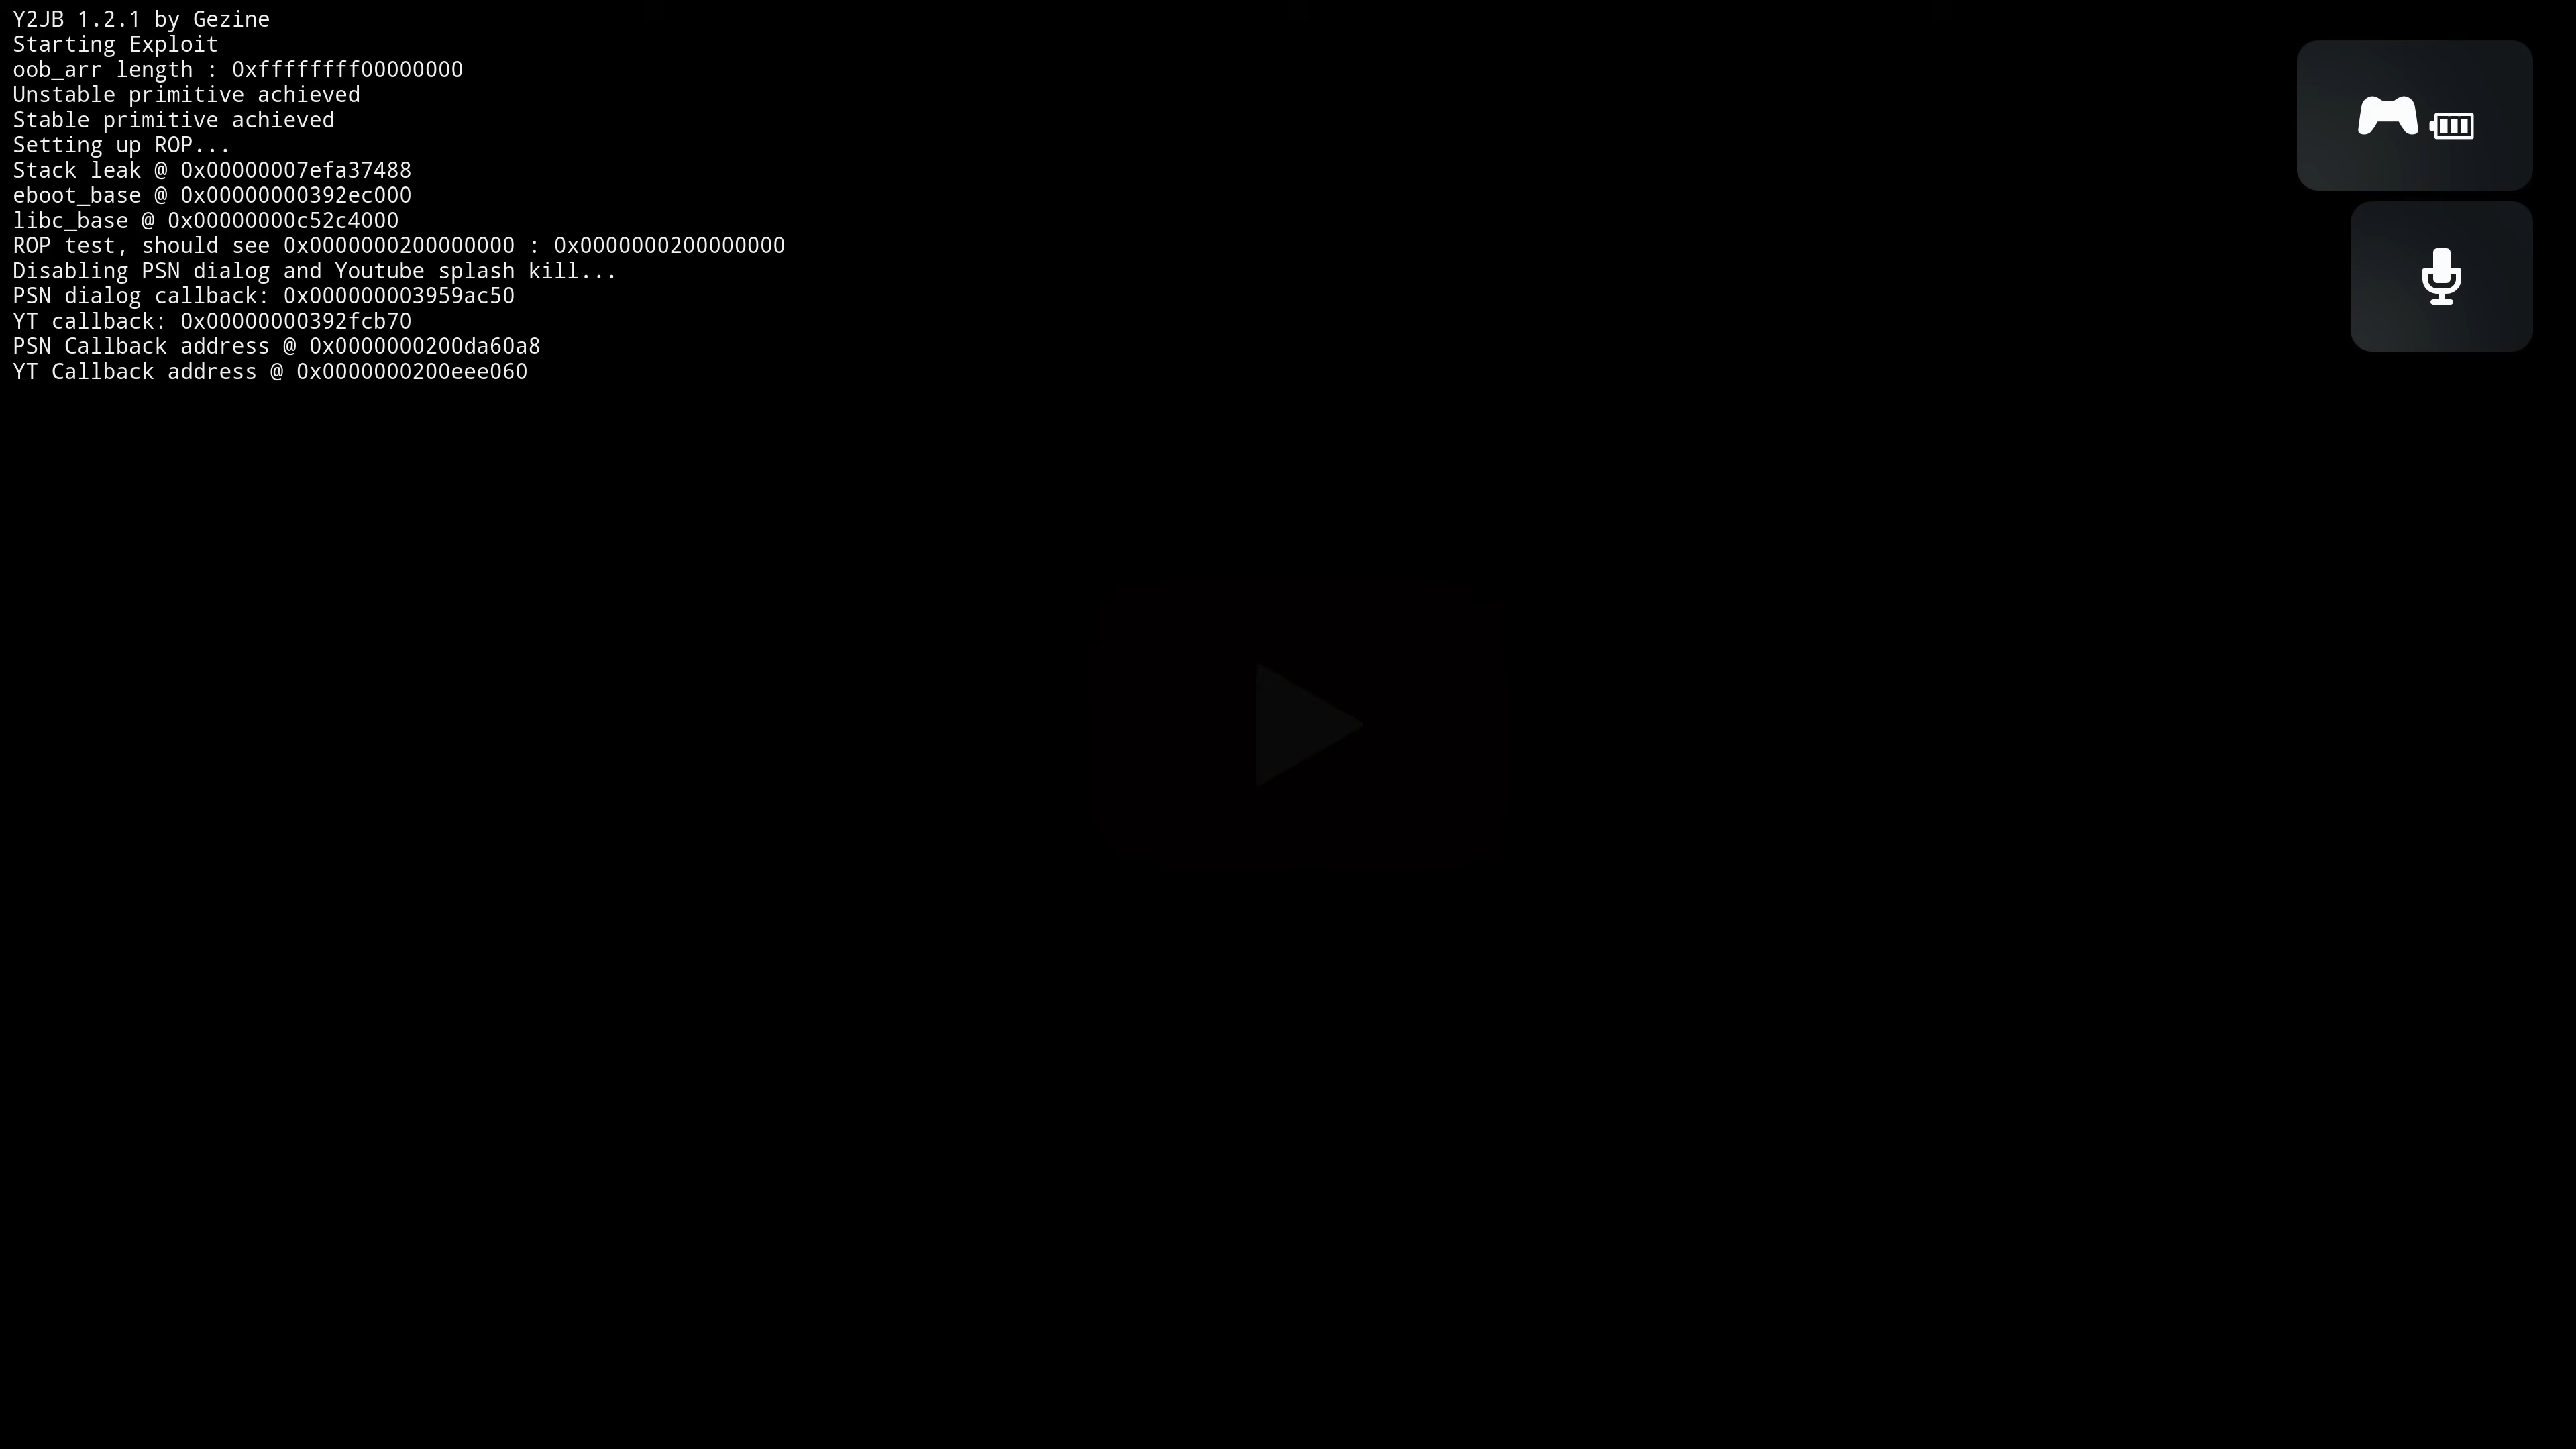 Y2JB 1.2.1 by Gezine
Starting Exploit
oob_arr length : 0xffffffff00000000
Unstable primitive achieved
Stable primitive achieved
Setting up ROP...
Stack leak @ 0x00000007efa37488
eboot_base @ 0x00000000392ec000
libc_base @ 0x00000000c52c4000
ROP test, should see 0x0000000200000000 : 0x0000000200000000
Disabling PSN dialog and Youtube splash kill...
PSN dialog callback: 0x000000003959ac50
YT callback: 0x00000000392fcb70
PSN Callback address @ 0x0000000200da60a8
YT Callback address @ 0x0000000200eee060